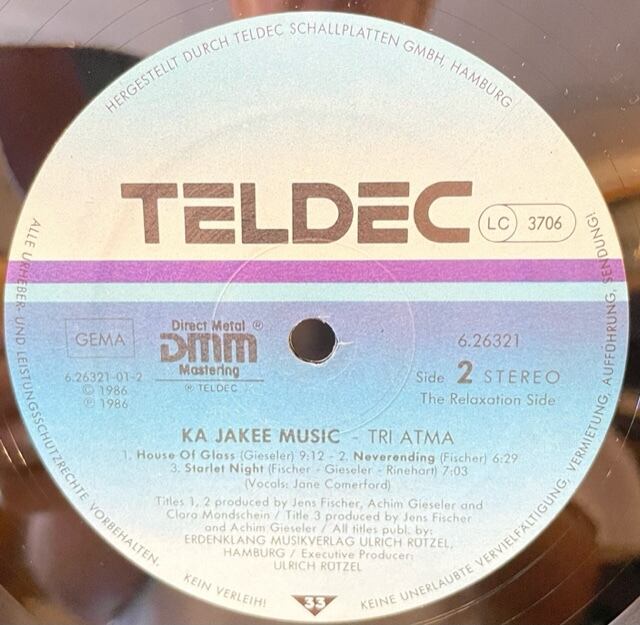 HERGESTELLT DURCH TELDEC SCHALLPLATTEN GMBH, HAMBURG
TELDEC
LC 3706
GEMA
Direct Metal ®
DMM
Mastering
® TELDEC
6.26321-01-2
© 1986
℗ 1986
6.26321
Side 2 STEREO
The Relaxation Side
KA JAKEE MUSIC - TRI ATMA
1. House Of Glass (Gieseler) 9:12 - 2. Neverending (Fischer) 6:29
3. Starlet Night (Fischer - Gieseler - Rinehart) 7:03
(Vocals: Jane Comerford)
Titles 1, 2 produced by Jens Fischer, Achim Gieseler and
Clara Mondschein / Title 3 produced by Jens Fischer
and Achim Gieseler / All titles publ. by:
ERDENKLANG MUSIKVERLAG ULRICH RÜTZEL,
HAMBURG / Executive Producer:
ULRICH RÜTZEL
33
ALLE URHEBER- UND LEISTUNGSSCHUTZRECHTE VORBEHALTEN. KEIN VERLEIH! KEINE UNERLAUBTE VERVIELFÄLTIGUNG, VERMIETUNG, AUFFÜHRUNG, SENDUNG!